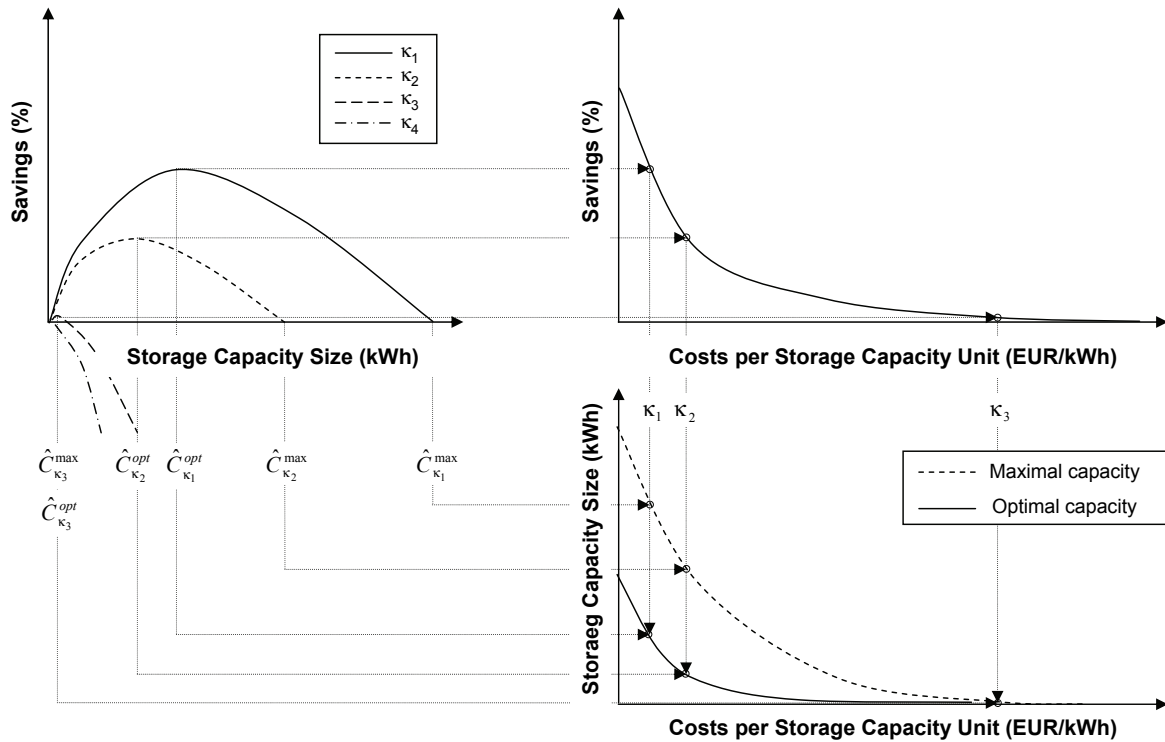 κ1
κ2
κ3
κ4
Savings (%)
Storage Capacity Size (kWh)
Savings (%)
Costs per Storage Capacity Unit (EUR/kWh)
κ1
κ2
κ3
Ĉκ3max
Ĉκ2opt
Ĉκ1opt
Ĉκ2max
Ĉκ1max
Ĉκ3opt
Storaeg Capacity Size (kWh)
Maximal capacity
Optimal capacity
Costs per Storage Capacity Unit (EUR/kWh)